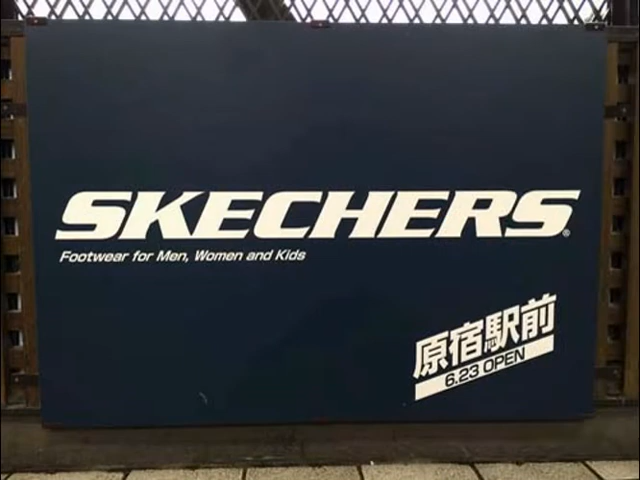 SKECHERS®
Footwear for Men, Women and Kids
原宿駅前
6.23 OPEN